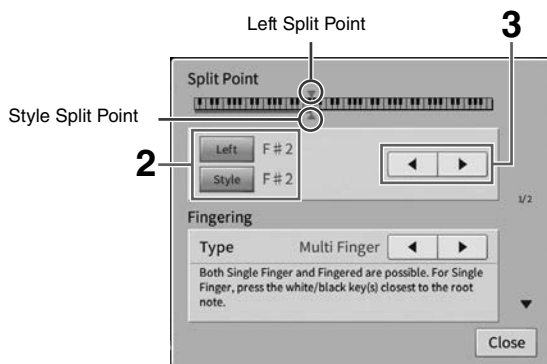 Left Split Point
3
Split Point
Style Split Point
2
Left F#2
Style F#2
1/2
Fingering
Type Multi Finger
Both Single Finger and Fingered are possible. For Single
Finger, press the white/black key(s) closest to the root
note.
Close